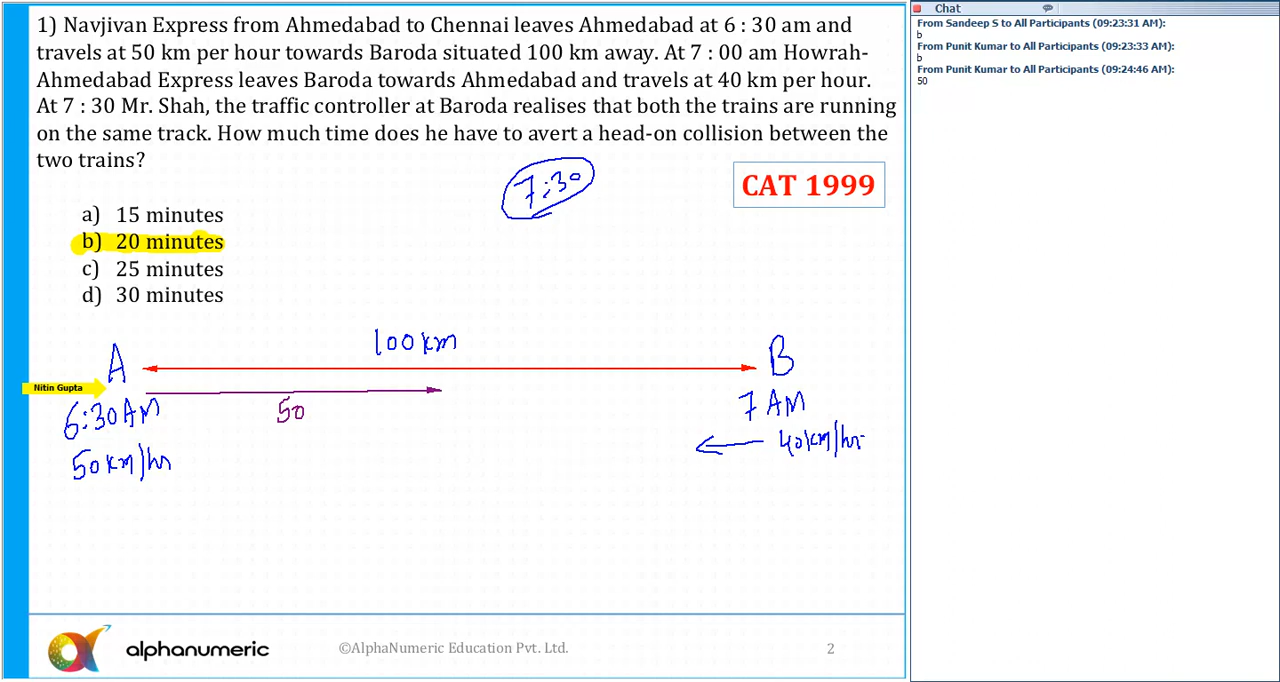 1) Navjivan Express from Ahmedabad to Chennai leaves Ahmedabad at 6 : 30 am and
travels at 50 km per hour towards Baroda situated 100 km away. At 7 : 00 am Howrah-
Ahmedabad Express leaves Baroda towards Ahmedabad and travels at 40 km per hour.
At 7 : 30 Mr. Shah, the traffic controller at Baroda realises that both the trains are running
on the same track. How much time does he have to avert a head-on collision between the
two trains?
7:30
CAT 1999
a) 15 minutes
b) 20 minutes
c) 25 minutes
d) 30 minutes
100 km
A
B
Nitin Gupta
50
6:30 AM
7 AM
50 km/hr
40 km/hr
alphanumeric
©AlphaNumeric Education Pvt. Ltd.
2
Chat
From Sandeep S to All Participants (09:23:31 AM):
b
From Punit Kumar to All Participants (09:23:33 AM):
b
From Punit Kumar to All Participants (09:24:46 AM):
50